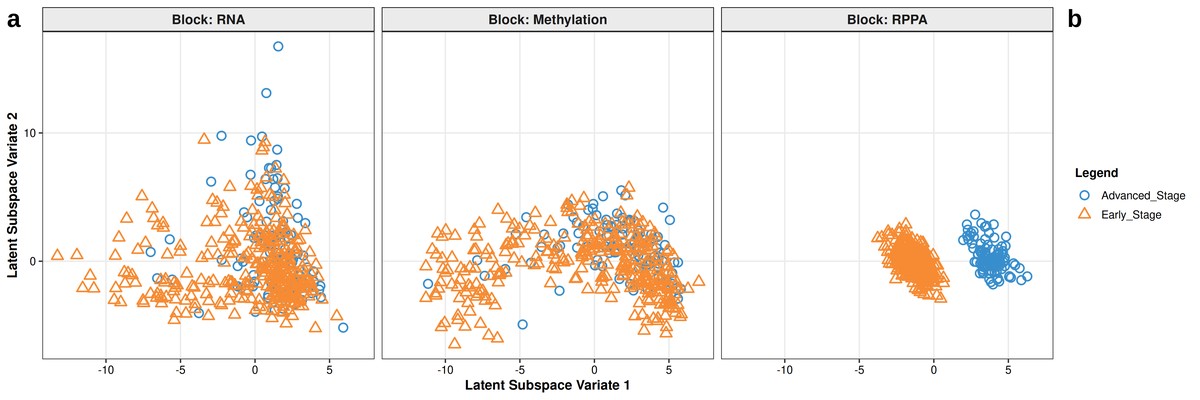 a
b
Block: RNA
Block: Methylation
Block: RPPA
Latent Subspace Variate 2
10
0
-10
-5
0
5
-10
-5
0
5
-10
-5
0
5
Latent Subspace Variate 1
Legend
Advanced_Stage
Early_Stage